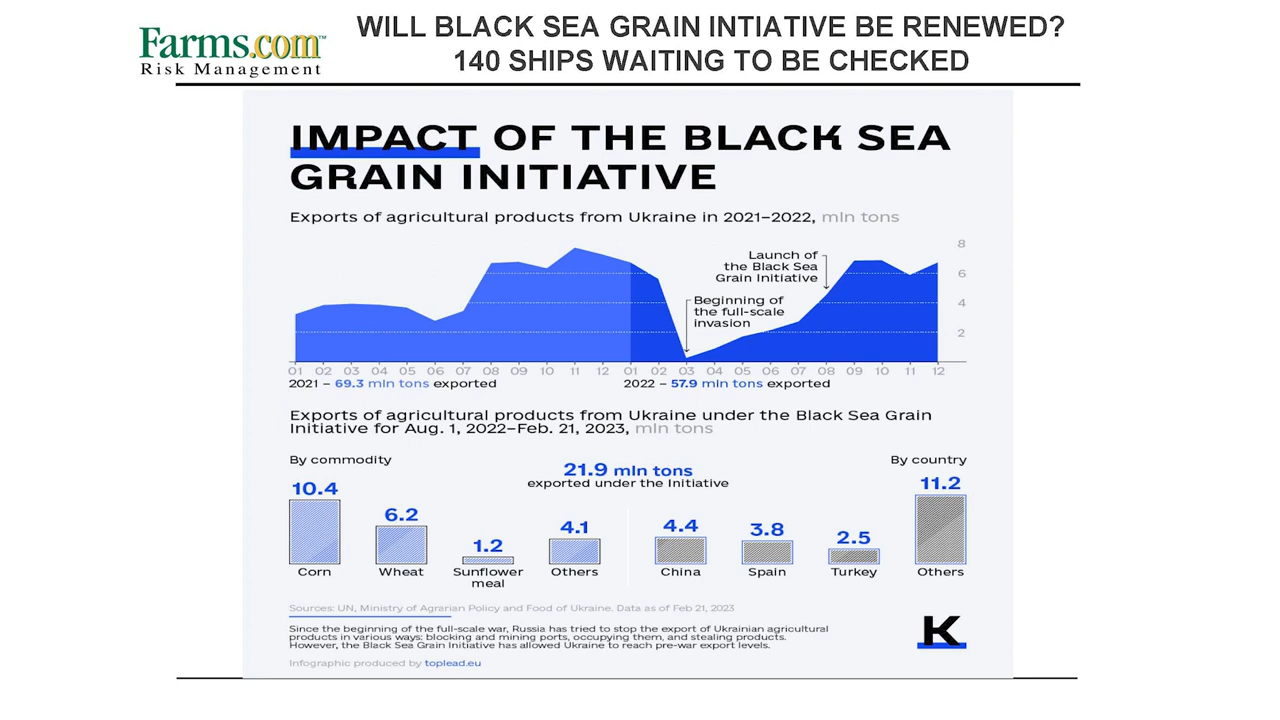 Farms.com™
Risk Management
WILL BLACK SEA GRAIN INTIATIVE BE RENEWED?
140 SHIPS WAITING TO BE CHECKED
IMPACT OF THE BLACK SEA
GRAIN INITIATIVE
Exports of agricultural products from Ukraine in 2021–2022, mln tons
8
6
4
2
Launch of
the Black Sea
Grain Initiative
Beginning of
the full-scale
invasion
01 02 03 04 05 06 07 08 09 10 11 12 01 02 03 04 05 06 07 08 09 10 11 12
2021 – 69.3 mln tons exported
2022 – 57.9 mln tons exported
Exports of agricultural products from Ukraine under the Black Sea Grain
Initiative for Aug. 1, 2022–Feb. 21, 2023, mln tons
By commodity
21.9 mln tons
exported under the Initiative
By country
10.4 6.2 1.2 4.1 4.4 3.8 2.5 11.2
Corn Wheat Sunflower Others China Spain Turkey Others
meal
Sources: UN, Ministry of Agrarian Policy and Food of Ukraine. Data as of Feb 21, 2023
Since the beginning of the full-scale war, Russia has tried to stop the export of Ukrainian agricultural
products in various ways: blocking and mining ports, occupying them, and stealing products.
However, the Black Sea Grain Initiative has allowed Ukraine to reach pre-war export levels.
Infographic produced by toplead.eu
K